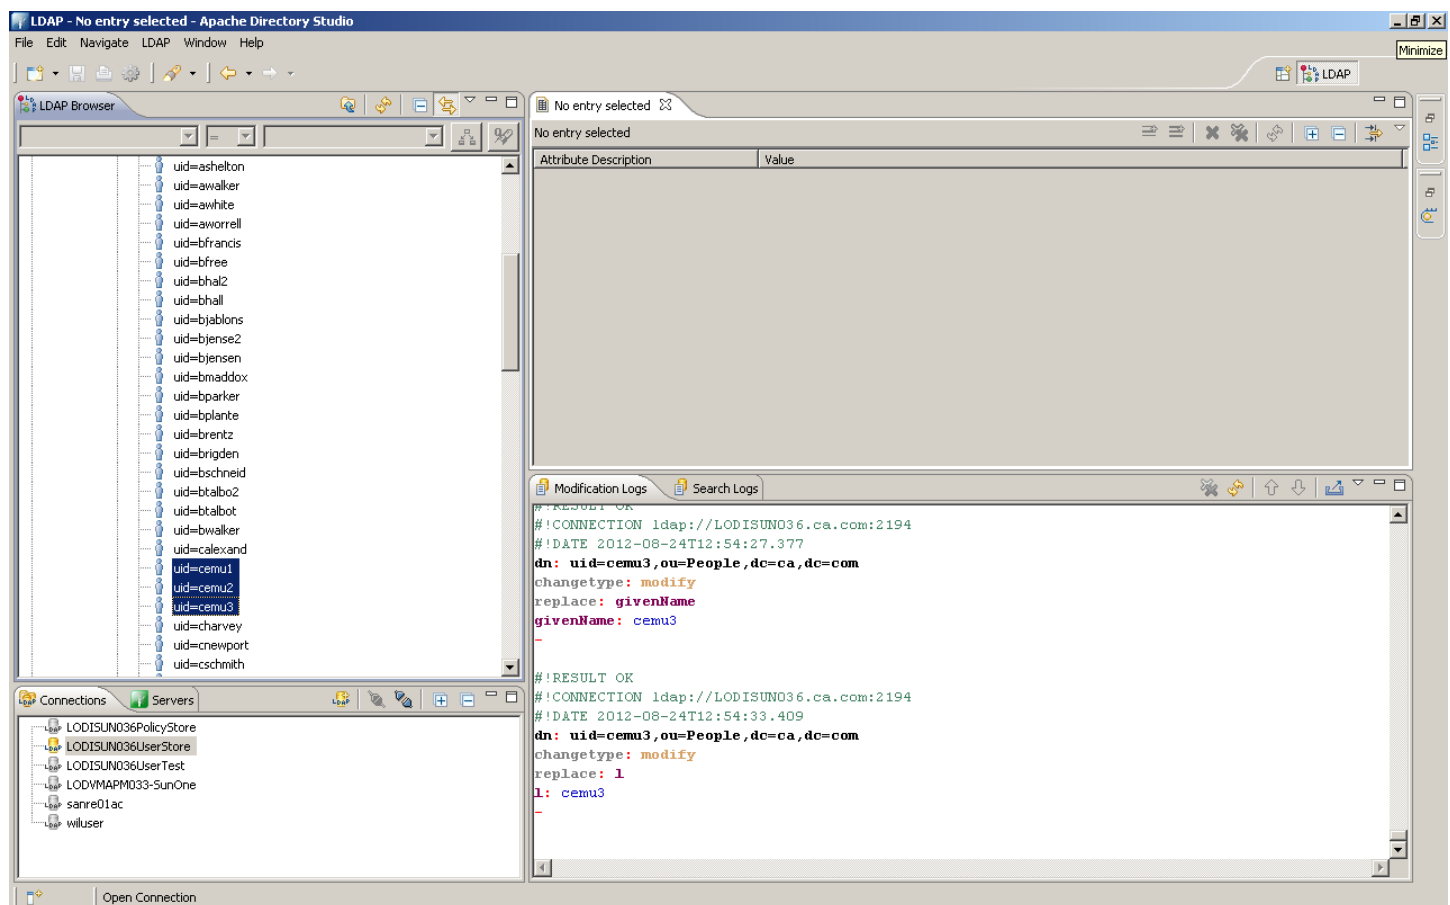 LDAP - No entry selected - Apache Directory Studio
File Edit Navigate LDAP Window Help
Minimize
LDAP
LDAP Browser
=
uid=ashelton
uid=awalker
uid=awhite
uid=aworrell
uid=bfrancis
uid=bfree
uid=bhal2
uid=bhall
uid=bjablons
uid=bjense2
uid=bjensen
uid=bmaddox
uid=bparker
uid=bplante
uid=brentz
uid=brigden
uid=bschneid
uid=btalbo2
uid=btalbot
uid=bwalker
uid=calexand
uid=cemu1
uid=cemu2
uid=cemu3
uid=charvey
uid=cnewport
uid=cschmith
Connections Servers
LODISUN036PolicyStore
LODISUN036UserStore
LODISUN036UserTest
LODVMAPM033-SunOne
sanre01ac
wiluser
Open Connection
No entry selected
No entry selected
Attribute Description Value
Modification Logs Search Logs
#!RESULT OK
#!CONNECTION ldap://LODISUN036.ca.com:2194
#!DATE 2012-08-24T12:54:27.377
dn: uid=cemu3,ou=People,dc=ca,dc=com
changetype: modify
replace: givenName
givenName: cemu3
-
#!RESULT OK
#!CONNECTION ldap://LODISUN036.ca.com:2194
#!DATE 2012-08-24T12:54:33.409
dn: uid=cemu3,ou=People,dc=ca,dc=com
changetype: modify
replace: l
l: cemu3
-